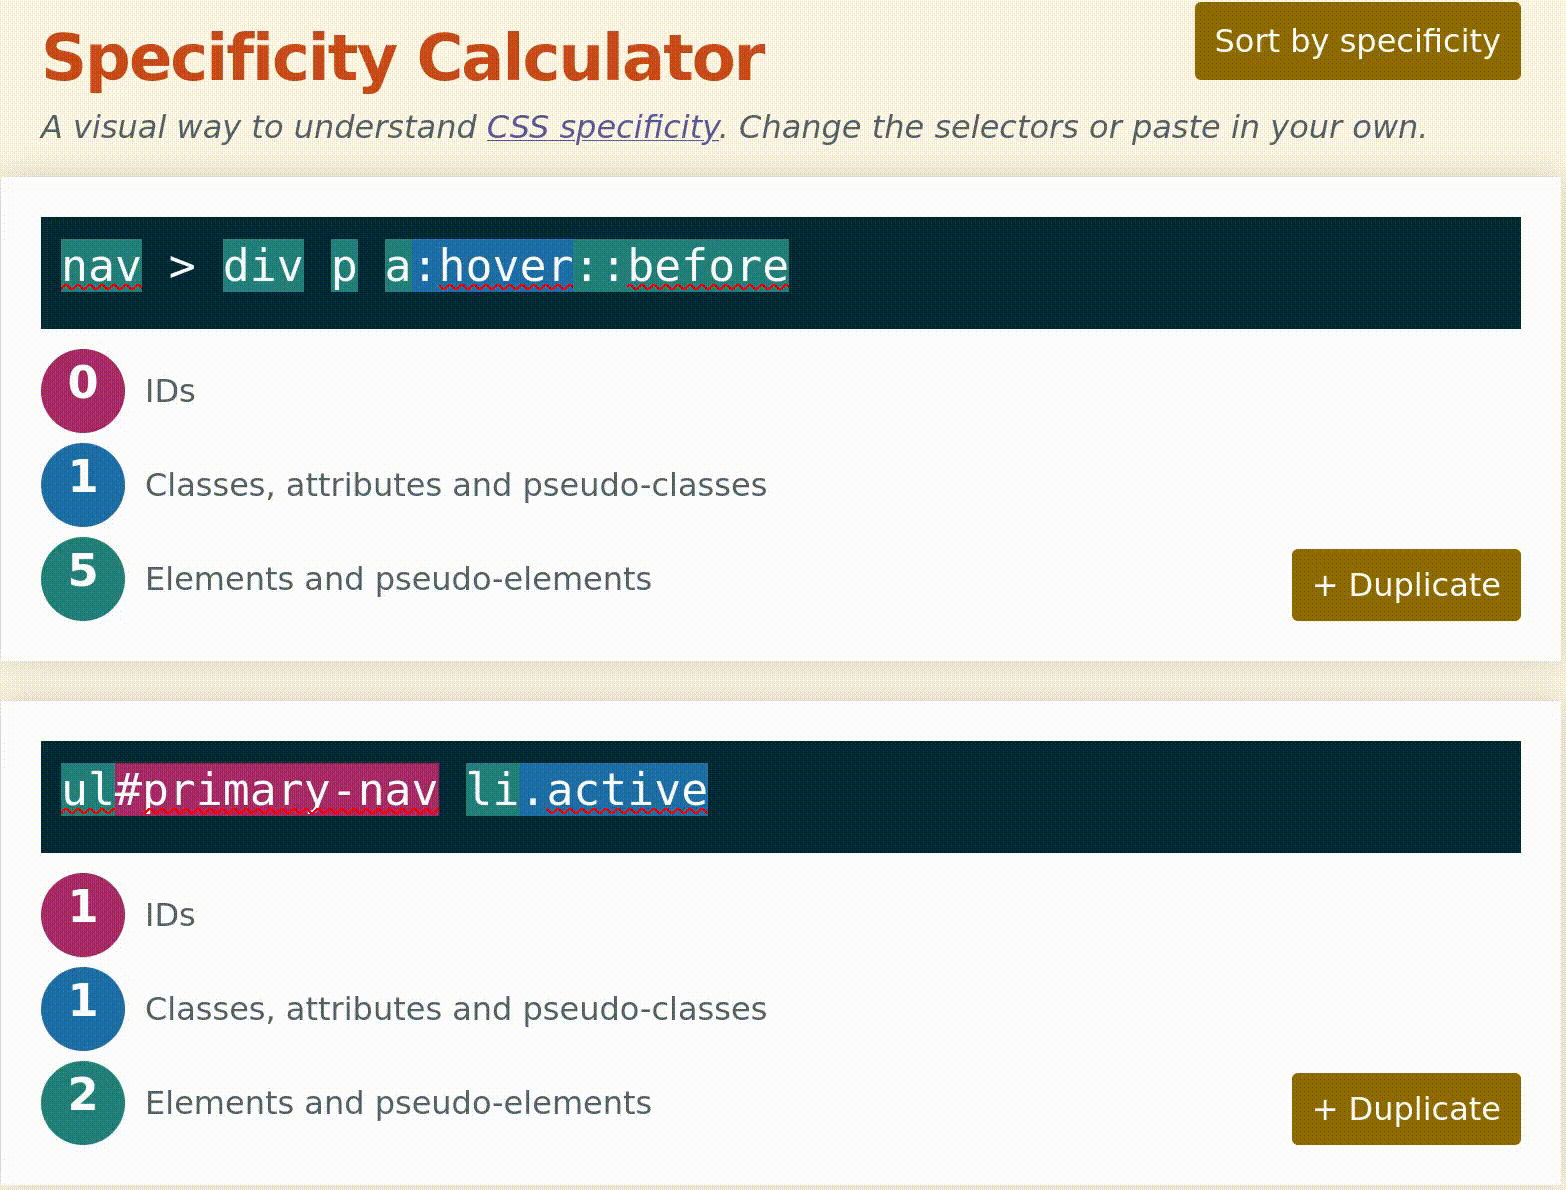 Specificity Calculator
Sort by specificity
A visual way to understand CSS specificity. Change the selectors or paste in your own.
nav > div p a:hover::before
0 IDs
1 Classes, attributes and pseudo-classes
5 Elements and pseudo-elements
+ Duplicate
ul#primary-nav li.active
1 IDs
1 Classes, attributes and pseudo-classes
2 Elements and pseudo-elements
+ Duplicate